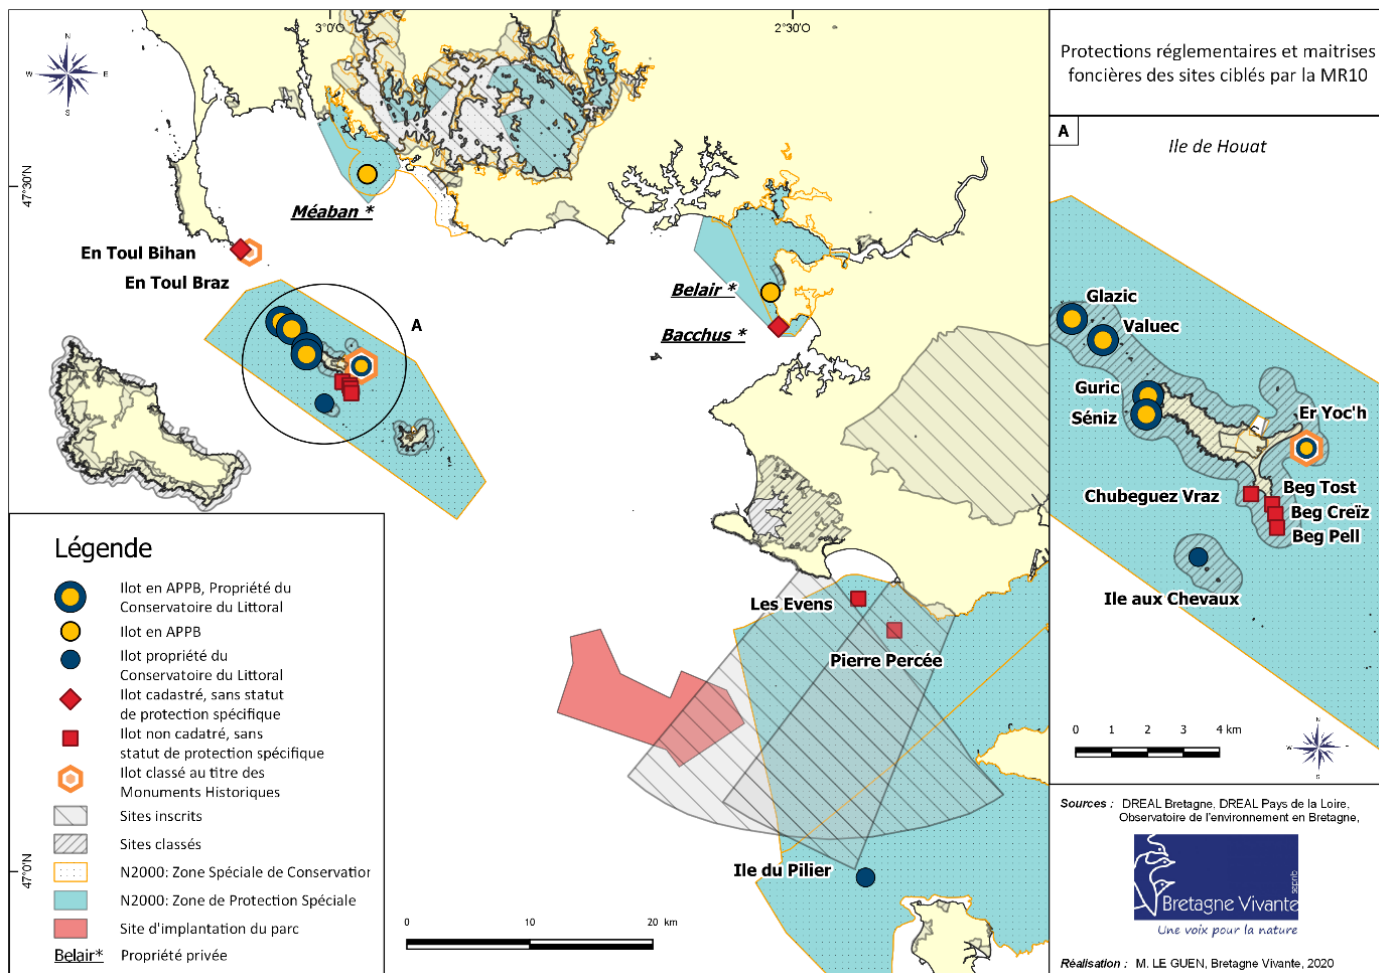 3°0'O
2°30'O
47°30'N
47°0'N
N
W
E
S
Méaban *
En Toul Bihan
En Toul Braz
A
Belair *
Bacchus *
Les Evens
Pierre Percée
Ile du Pilier
0 10 20 km
Légende
Ilot en APPB, Propriété du
Conservatoire du Littoral
Ilot en APPB
Ilot propriété du
Conservatoire du Littoral
Ilot cadastré, sans statut
de protection spécifique
Ilot non cadatré, sans
statut de protection spécifique
Ilot classé au titre des
Monuments Historiques
Sites inscrits
Sites classés
N2000: Zone Spéciale de Conservation
N2000: Zone de Protection Spéciale
Site d'implantation du parc
Belair* Propriété privée
Protections réglementaires et maitrises
foncières des sites ciblés par la MR10
A
Ile de Houat
Glazic
Valuec
Guric
Séniz
Er Yoc'h
Beg Tost
Chubeguez Vraz
Beg Creïz
Beg Pell
Ile aux Chevaux
0 1 2 3 4 km
N
W
E
S
Sources : DREAL Bretagne, DREAL Pays de la Loire,
Observatoire de l'environnement en Bretagne,
sepnb
Bretagne Vivante
Une voix pour la nature
Réalisation : M. LE GUEN, Bretagne Vivante, 2020